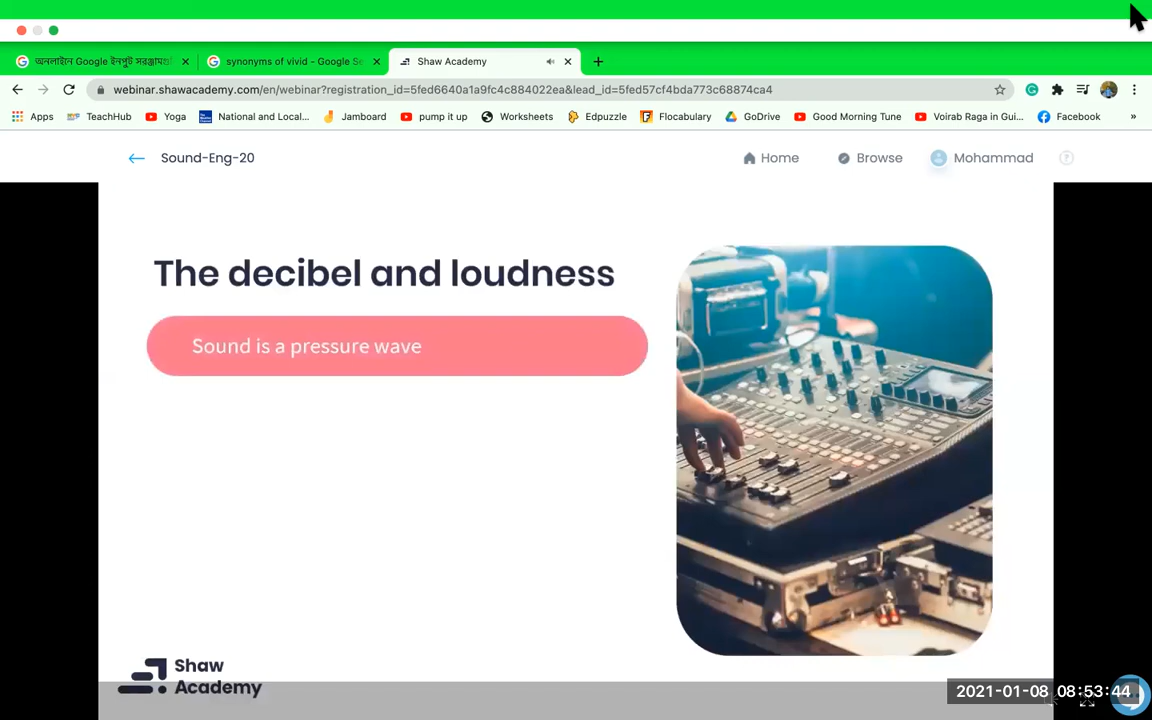 অনলাইনে Google ইনপুট সরঞ্জামগু
synonyms of vivid - Google Se
Shaw Academy
webinar.shawacademy.com/en/webinar?registration_id=5fed6640a1a9fc4c884022ea&lead_id=5fed57cf4bda773c68874ca4
Apps TeachHub Yoga National and Local... Jamboard pump it up Worksheets Edpuzzle Flocabulary GoDrive Good Morning Tune Voirab Raga in Gui... Facebook »
Sound-Eng-20 Home Browse Mohammad ?
The decibel and loudness
Sound is a pressure wave
Shaw
Academy
2021-01-08 08:53:44